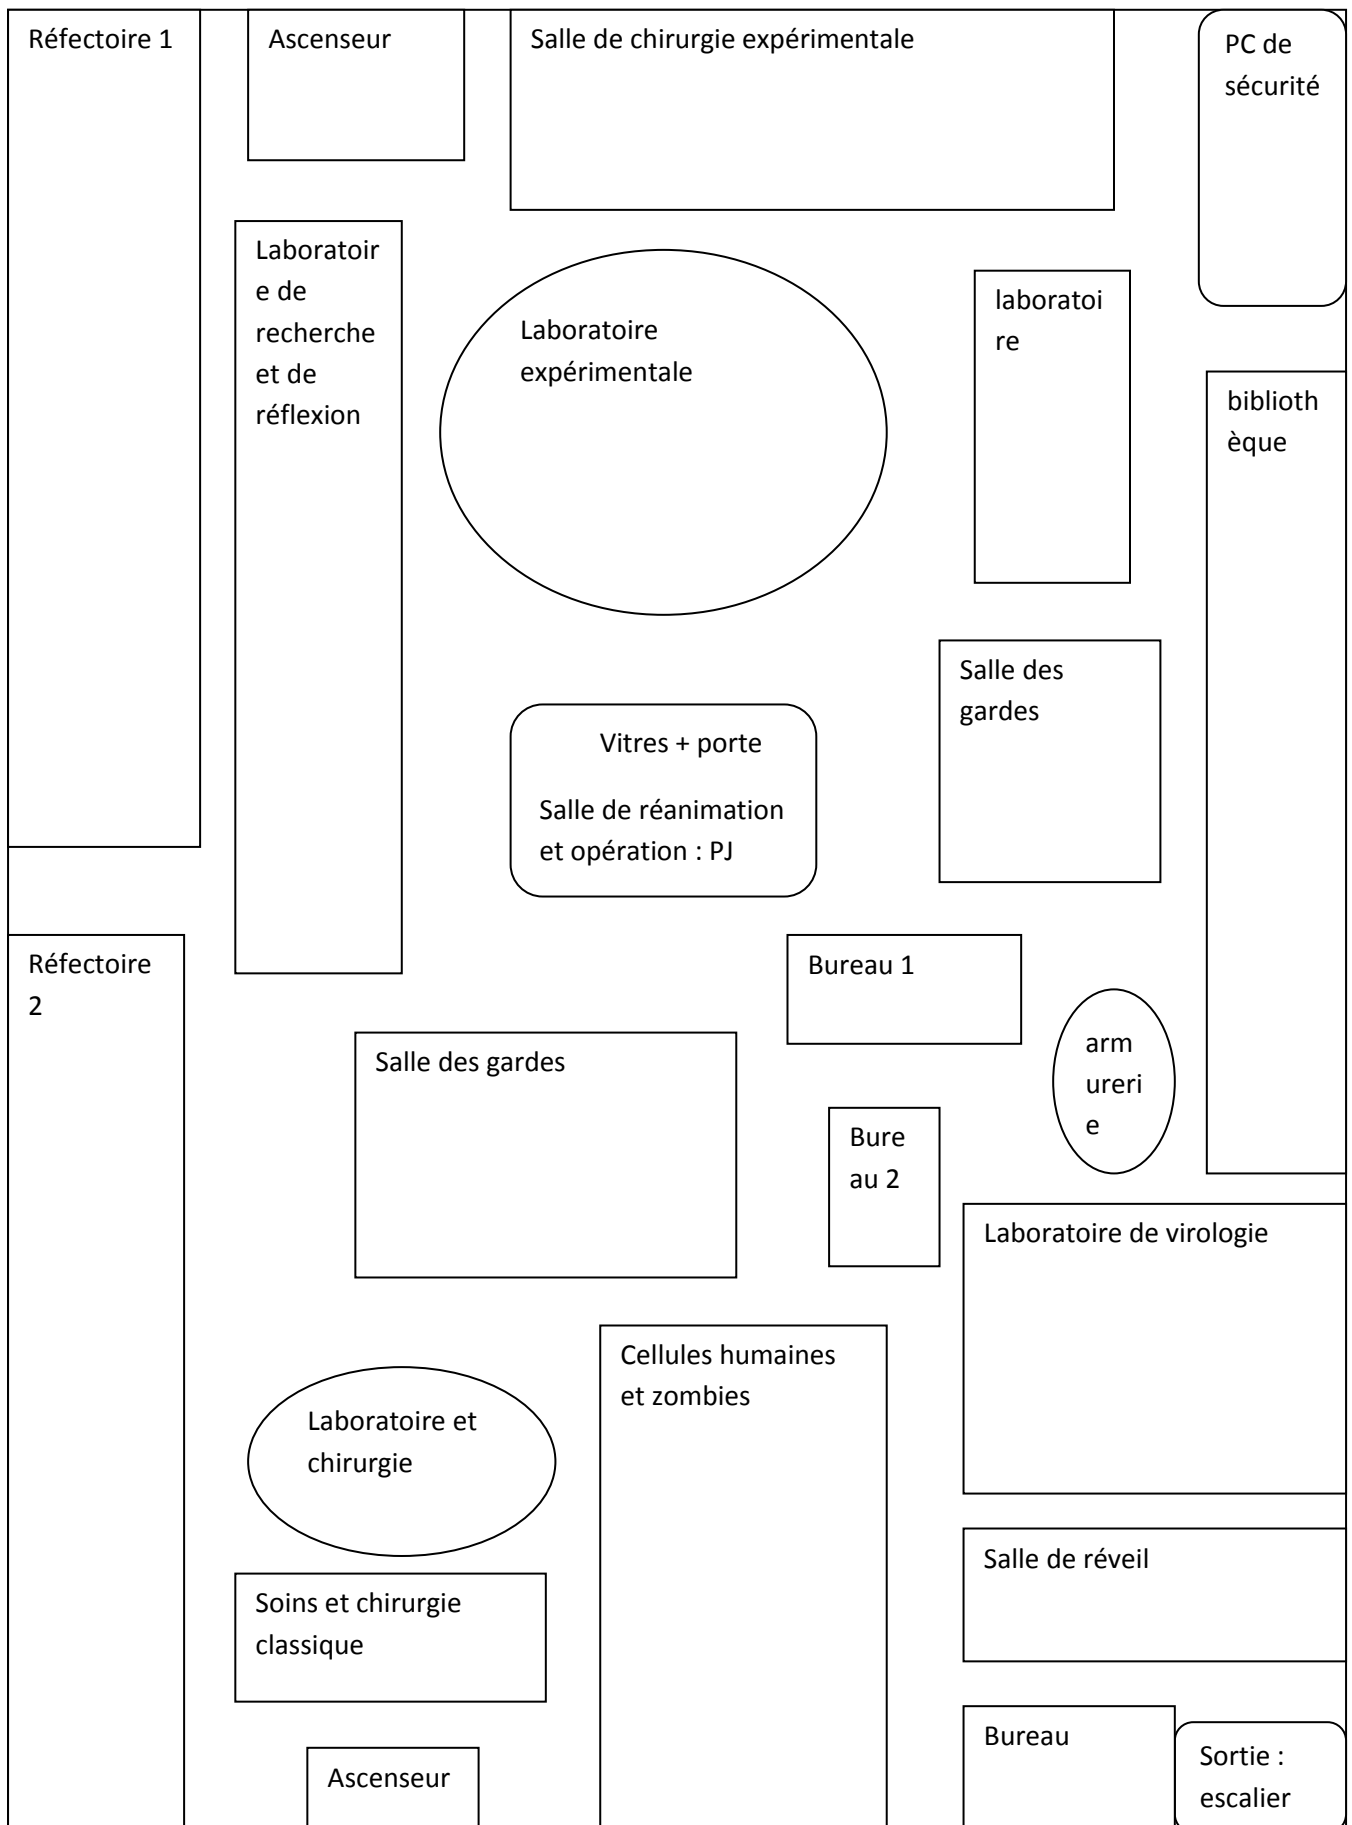 Réfectoire 1
Ascenseur
Salle de chirurgie expérimentale
PC de
sécurité
Laboratoir
e de
recherche
et de
réflexion
Laboratoire
expérimentale
laboratoi
re
biblioth
èque
Salle des
gardes
Vitres + porte
Salle de réanimation
et opération : PJ
Réfectoire
2
Bureau 1
Salle des gardes
arm
ureri
e
Bure
au 2
Laboratoire de virologie
Cellules humaines
et zombies
Laboratoire et
chirurgie
Salle de réveil
Soins et chirurgie
classique
Bureau
Sortie :
escalier
Ascenseur